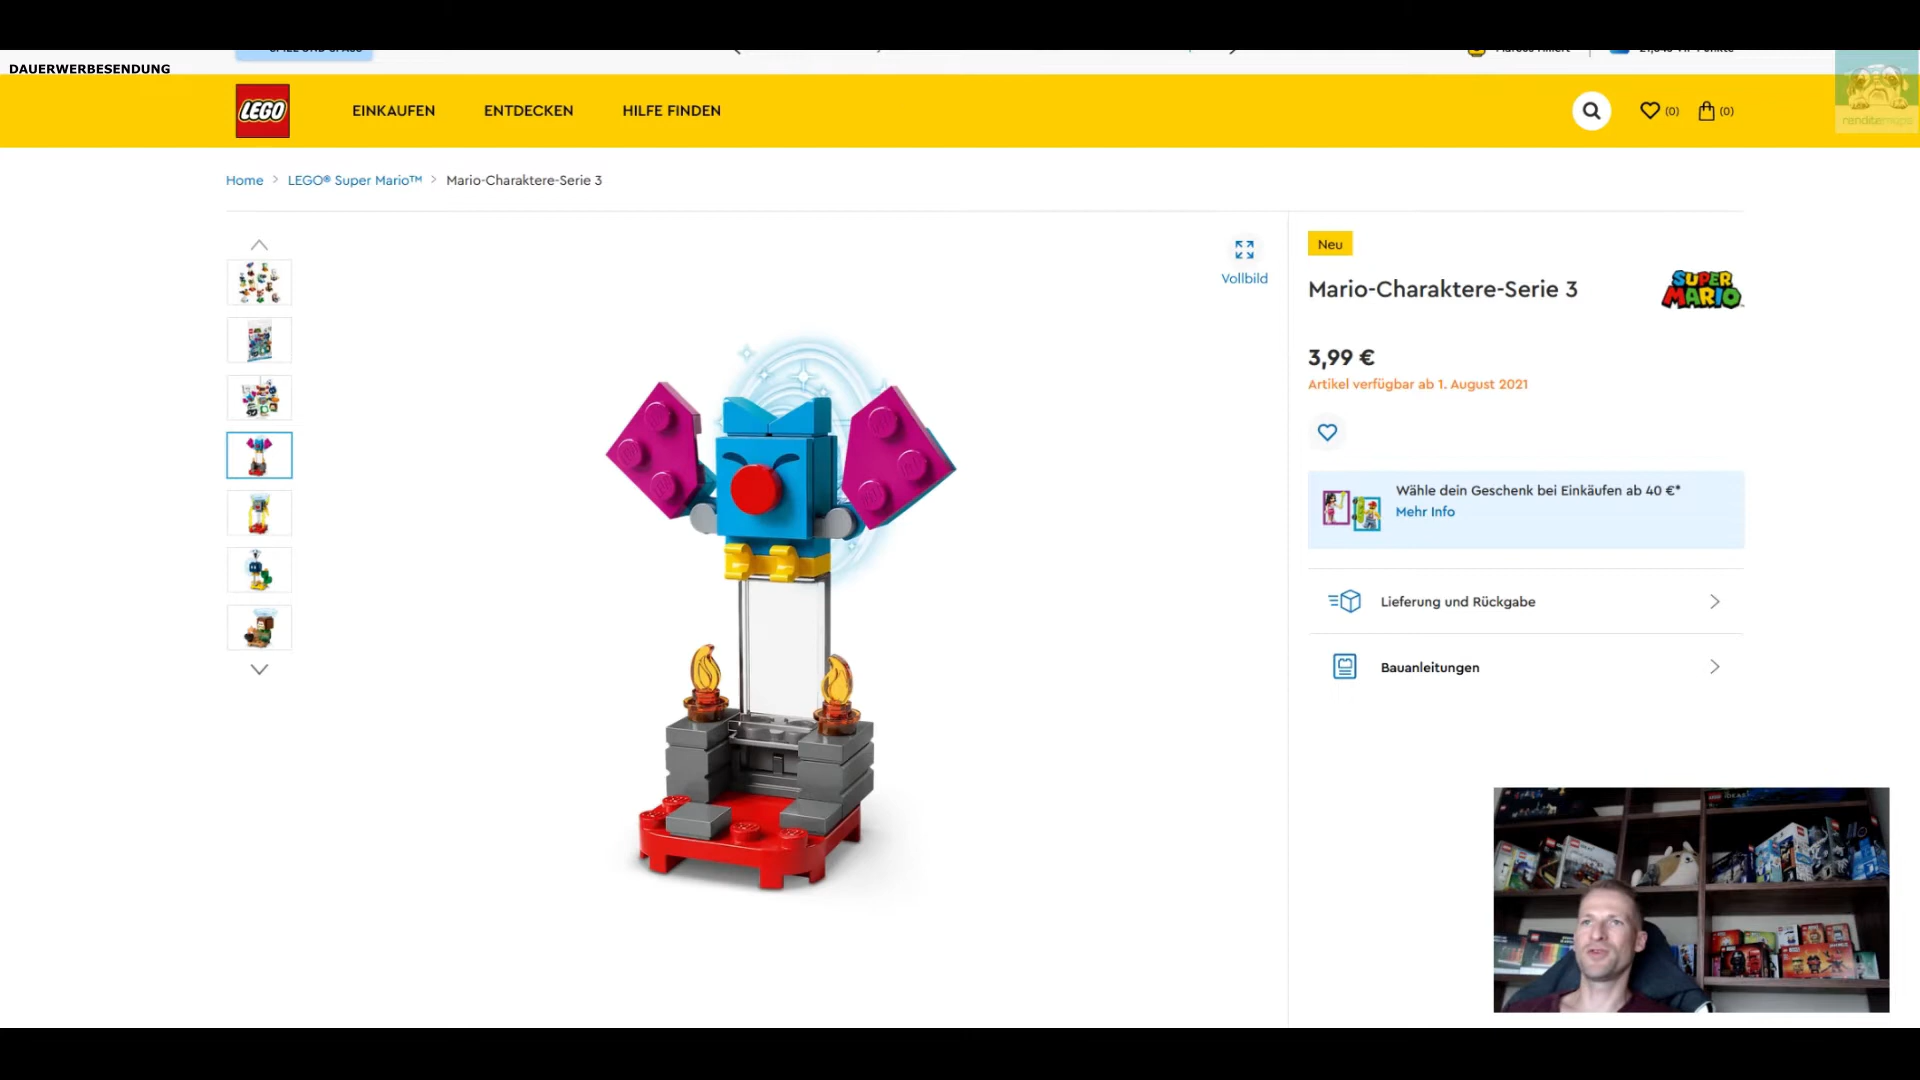 DAUERWERBESENDUNG
LEGO
EINKAUFEN
ENTDECKEN
HILFE FINDEN
(0)
(0)
renditemops
Home > LEGO® Super Mario™ > Mario-Charaktere-Serie 3
Vollbild
Neu
Mario-Charaktere-Serie 3
SUPER
MARIO
3,99 €
Artikel verfügbar ab 1. August 2021
Wähle dein Geschenk bei Einkäufen ab 40 €*
Mehr Info
Lieferung und Rückgabe
Bauanleitungen